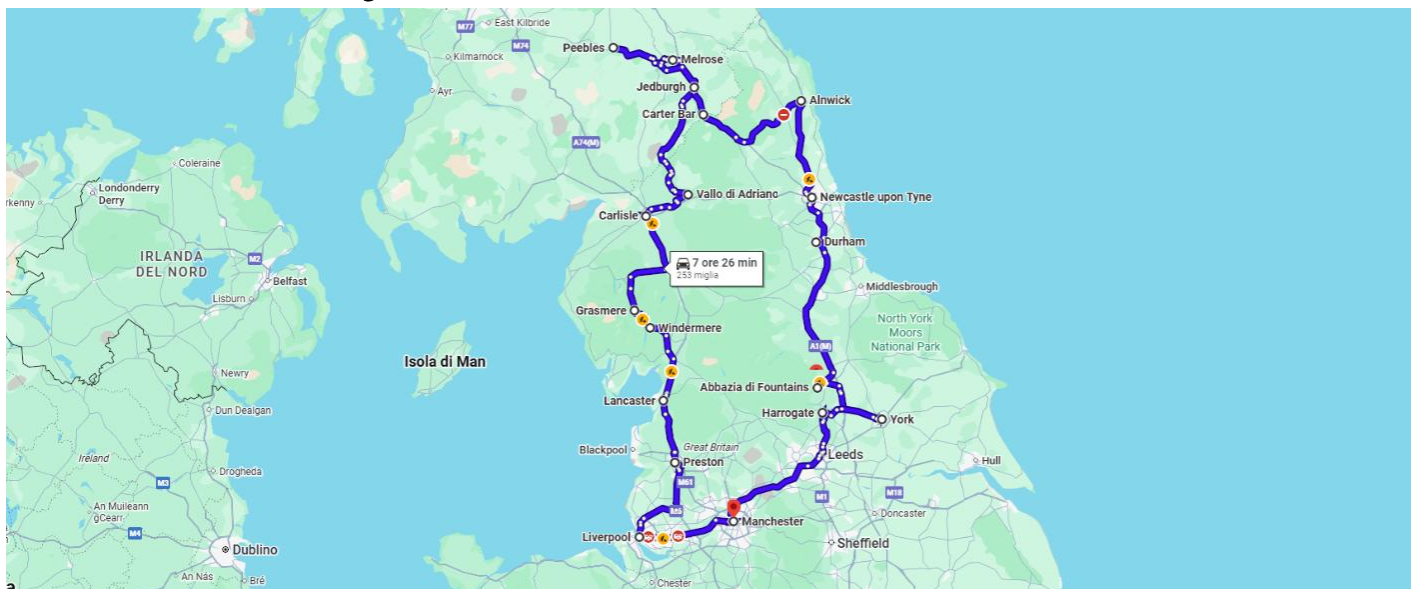 M77
East Kilbride
Peebles
Melrose
M74
Kilmarnock
Jedburgh
Alnwick
Ayr
Carter Bar
A74(M)
Coleraine
Londonderry
Derry
Vallo di Adriano
Newcastle upon Tyne
Carlisle
Durham
IRLANDA
DEL NORD
M2
7 ore 26 min
253 miglia
Belfast
Middlesbrough
Lisburn
Grasmere
Windermere
North York
Moors
National Park
A1(M)
Isola di Man
Newry
Abbazia di Fountains
Lancaster
Dun Dealgan
Harrogate
York
Blackpool
Great Britain
Leeds
Ireland
Preston
Hull
Drogheda
M61
M3
M1
M18
An Muileann
gCearr
M5
Manchester
Doncaster
M4
Liverpool
Sheffield
Dublino
An Nás
Bré
Chester